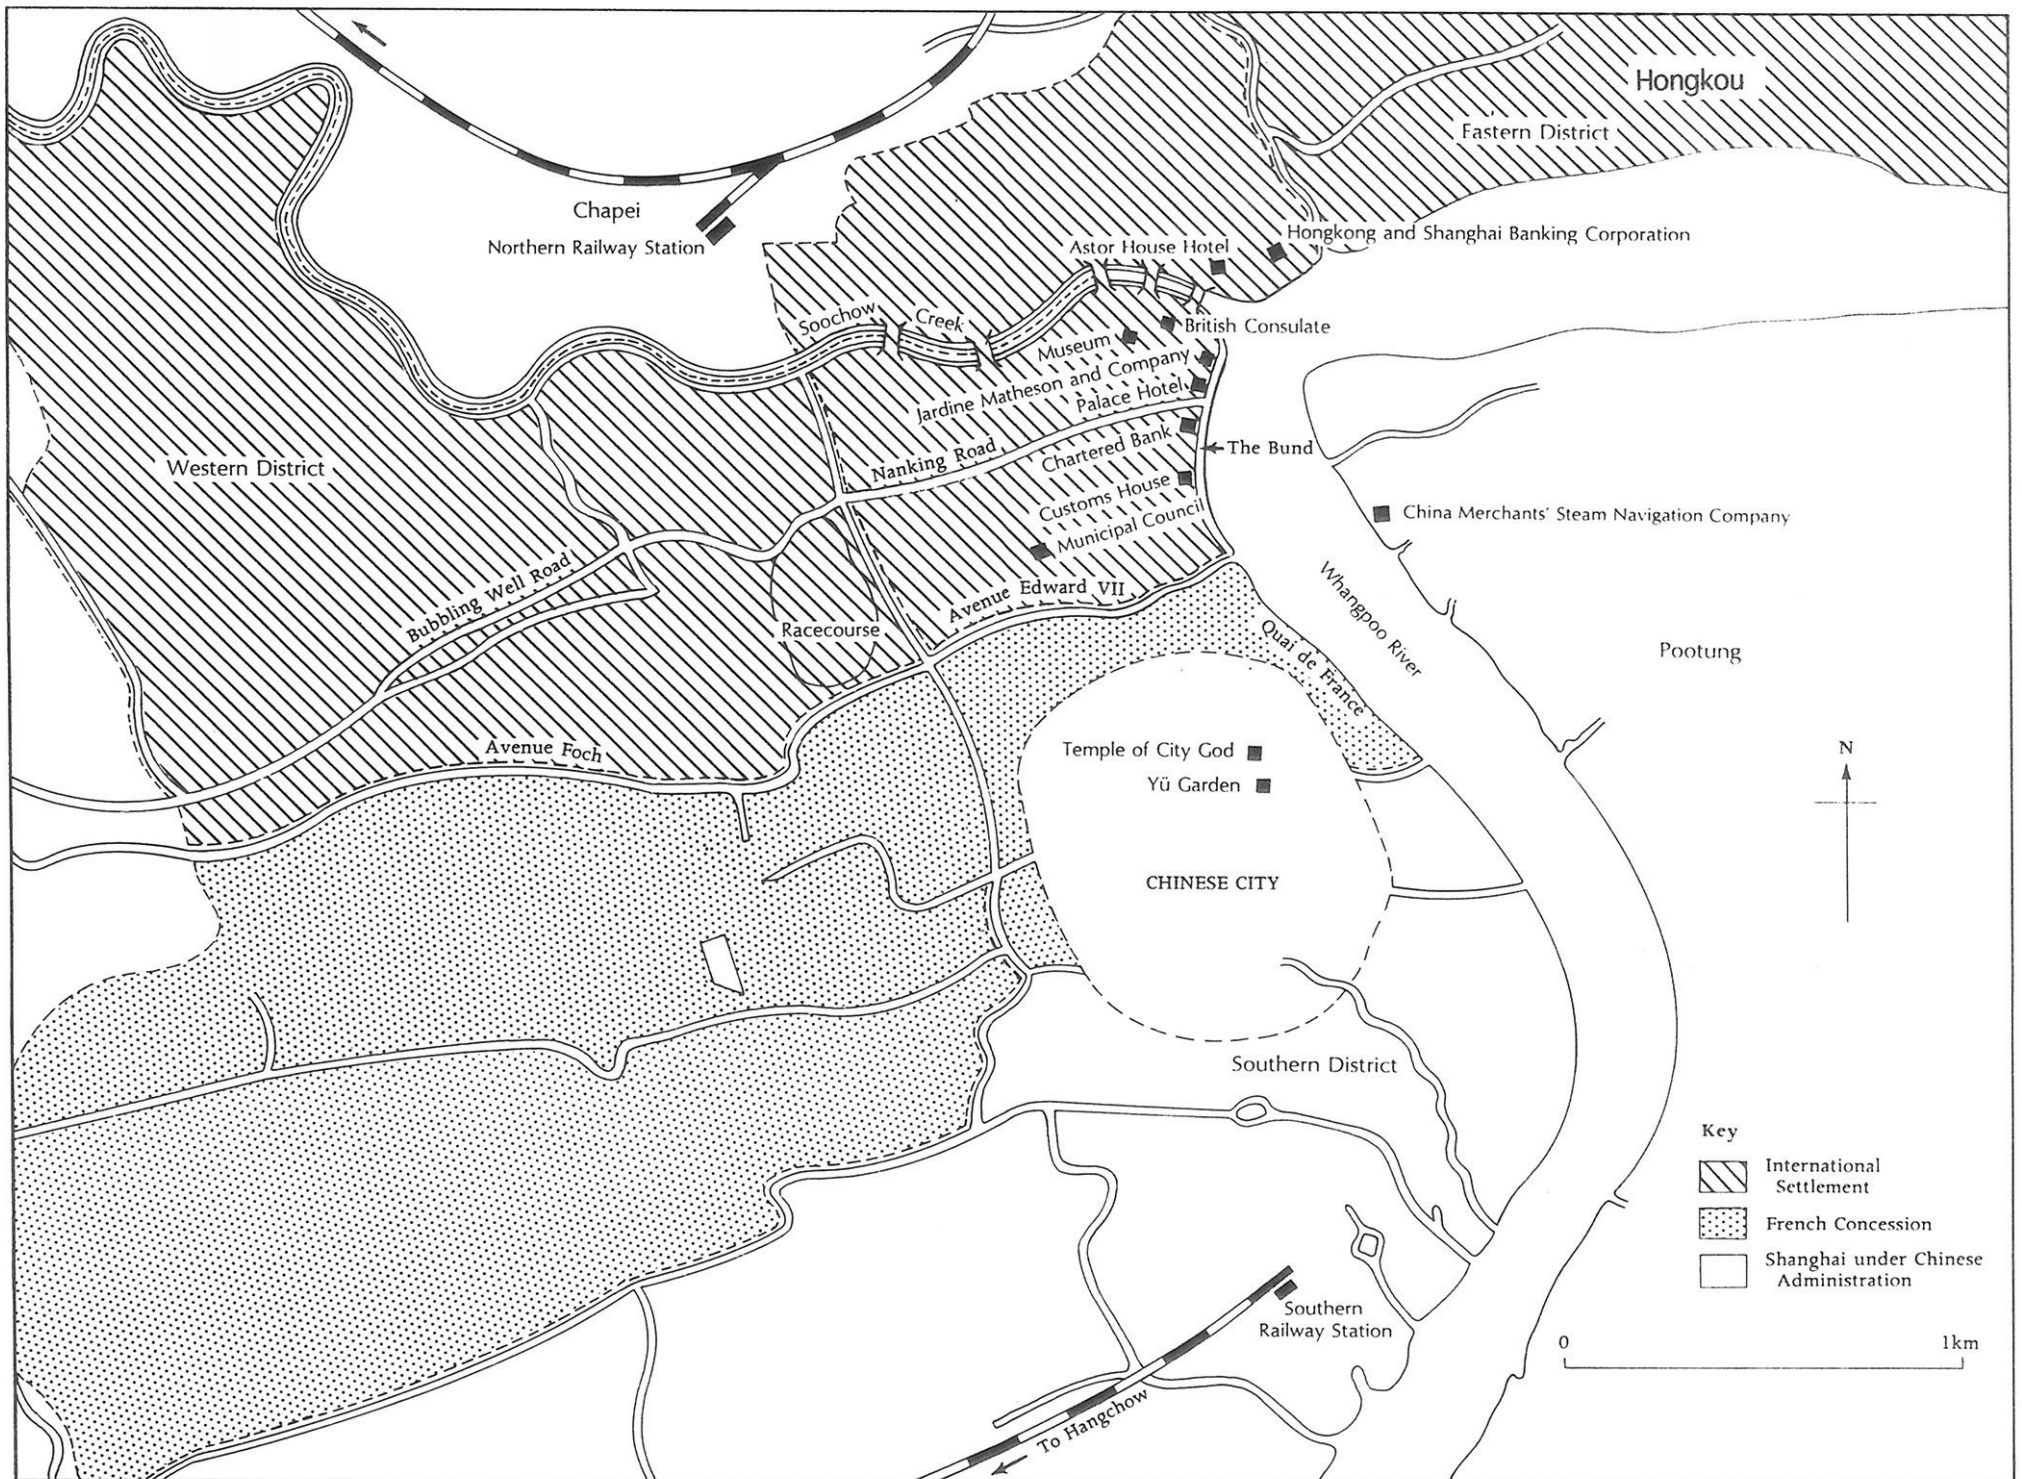 Hongkou
Eastern District
Chapei
Northern Railway Station
Astor House Hotel
Hongkong and Shanghai Banking Corporation
Soochow Creek
British Consulate
Museum
Jardine Matheson and Company
Palace Hotel
Nanking Road
Chartered Bank
The Bund
Western District
Customs House
China Merchants' Steam Navigation Company
Municipal Council
Bubbling Well Road
Avenue Edward VII
Whangpoo River
Racecourse
Quai de France
Pootung
Avenue Foch
Temple of City God
N
Yü Garden
CHINESE CITY
Southern District
Key
International
Settlement
French Concession
Shanghai under Chinese
Administration
Southern
Railway Station
0 1km
To Hangchow